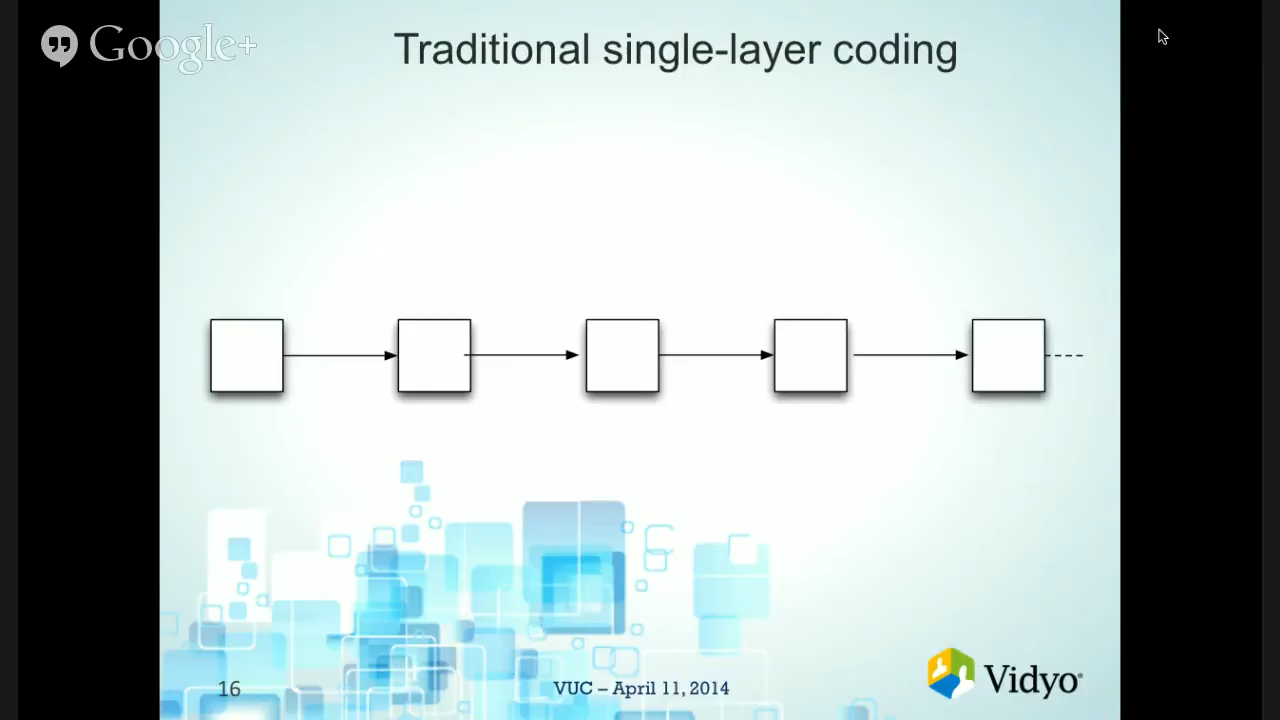 Google+
Traditional single-layer coding
16
VUC – April 11, 2014
Vidyo